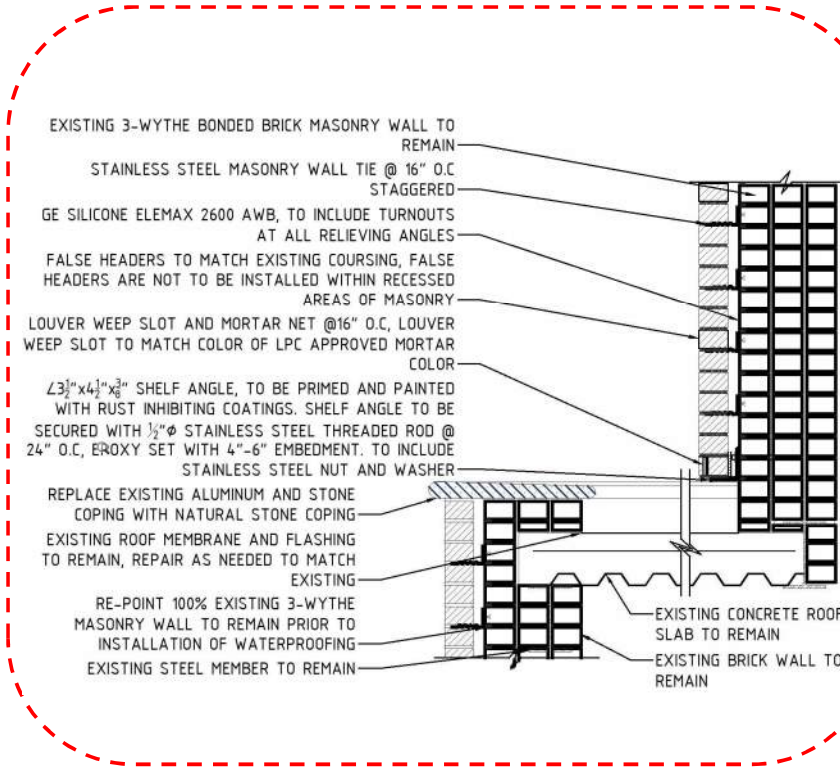 EXISTING 3-WYTHE BONDED BRICK MASONRY WALL TO
REMAIN
STAINLESS STEEL MASONRY WALL TIE @ 16" O.C
STAGGERED
GE SILICONE ELEMAX 2600 AWB, TO INCLUDE TURNOUTS
AT ALL RELIEVING ANGLES
FALSE HEADERS TO MATCH EXISTING COURSING, FALSE
HEADERS ARE NOT TO BE INSTALLED WITHIN RECESSED
AREAS OF MASONRY
LOUVER WEEP SLOT AND MORTAR NET @16" O.C, LOUVER
WEEP SLOT TO MATCH COLOR OF LPC APPROVED MORTAR
COLOR
∠3½"x4½"x⅜" SHELF ANGLE, TO BE PRIMED AND PAINTED
WITH RUST INHIBITING COATINGS. SHELF ANGLE TO BE
SECURED WITH ½"ø STAINLESS STEEL THREADED ROD @
24" O.C, EPOXY SET WITH 4"-6" EMBEDMENT. TO INCLUDE
STAINLESS STEEL NUT AND WASHER
REPLACE EXISTING ALUMINUM AND STONE
COPING WITH NATURAL STONE COPING
EXISTING ROOF MEMBRANE AND FLASHING
TO REMAIN, REPAIR AS NEEDED TO MATCH
EXISTING
RE-POINT 100% EXISTING 3-WYTHE
MASONRY WALL TO REMAIN PRIOR TO
INSTALLATION OF WATERPROOFING
EXISTING STEEL MEMBER TO REMAIN
EXISTING CONCRETE ROOF
SLAB TO REMAIN
EXISTING BRICK WALL TO
REMAIN